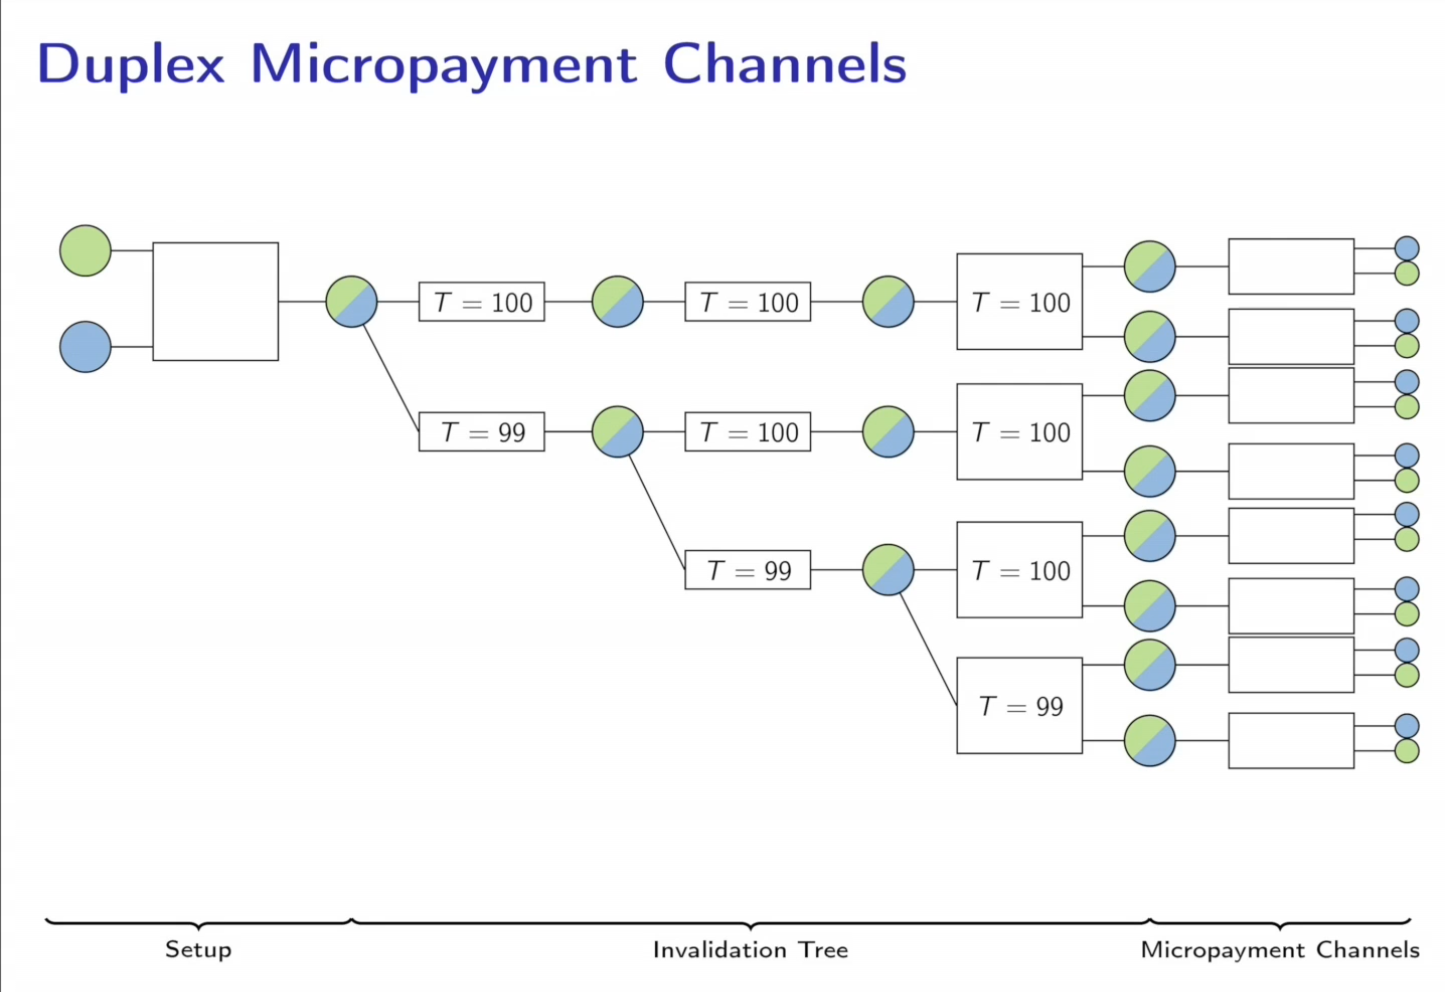 Duplex Micropayment Channels
T = 100
T = 100
T = 100
T = 99
T = 100
T = 100
T = 99
T = 100
T = 99
Setup
Invalidation Tree
Micropayment Channels